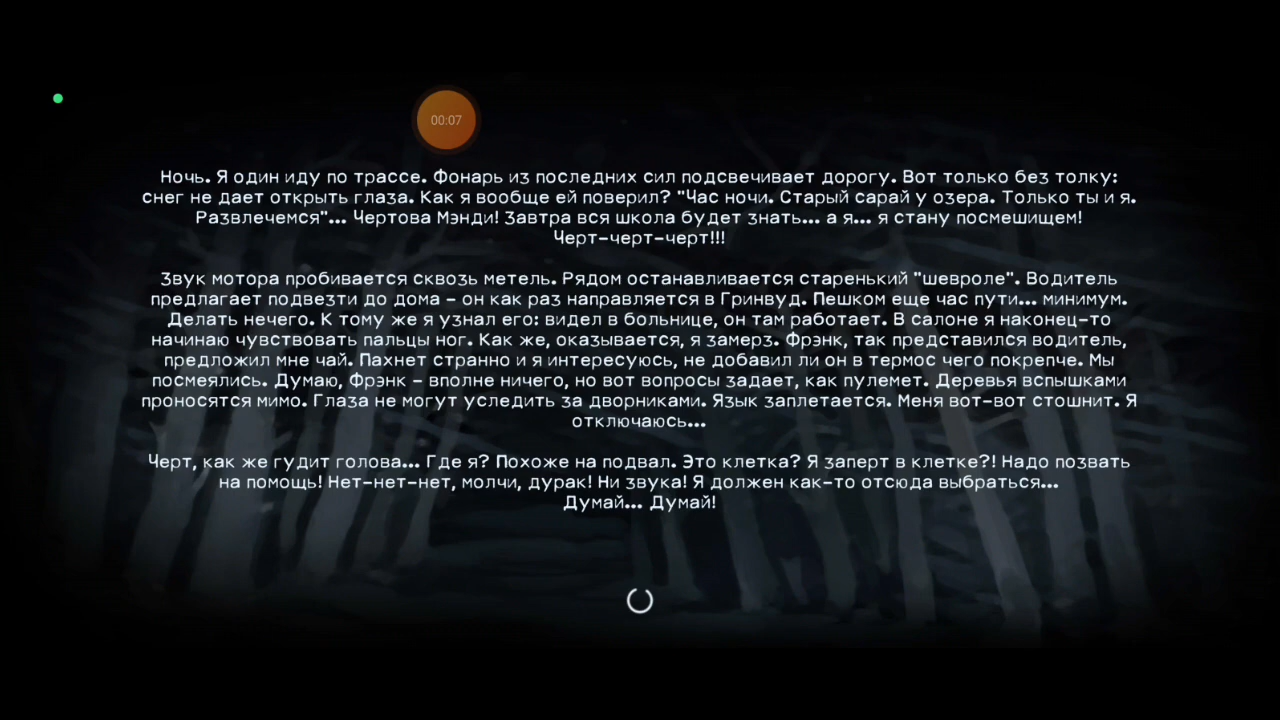 00:07
Ночь. Я один иду по трассе. Фонарь из последних сил подсвечивает дорогу. Вот только без толку:
снег не дает открыть глаза. Как я вообще ей поверил? "Час ночи. Старый сарай у озера. Только ты и я.
Развлечемся"... Чертова Мэнди! Завтра вся школа будет знать... а я... я стану посмешищем!
Черт-черт-черт!!!
Звук мотора пробивается сквозь метель. Рядом останавливается старенький "шевроле". Водитель
предлагает подвезти до дома - он как раз направляется в Гринвуд. Пешком еще час пути... минимум.
Делать нечего. К тому же я узнал его: видел в больнице, он там работает. В салоне я наконец-то
начинаю чувствовать пальцы ног. Как же, оказывается, я замерз. Фрэнк, так представился водитель,
предложил мне чай. Пахнет странно и я интересуюсь, не добавил ли он в термос чего покрепче. Мы
посмеялись. Думаю, Фрэнк - вполне ничего, но вот вопросы задает, как пулемет. Деревья вспышками
проносятся мимо. Глаза не могут уследить за дворниками. Язык заплетается. Меня вот-вот стошнит. Я
отключаюсь...
Черт, как же гудит голова... Где я? Похоже на подвал. Это клетка? Я заперт в клетке?! Надо позвать
на помощь! Нет-нет-нет, молчи, дурак! Ни звука! Я должен как-то отсюда выбраться...
Думай... Думай!